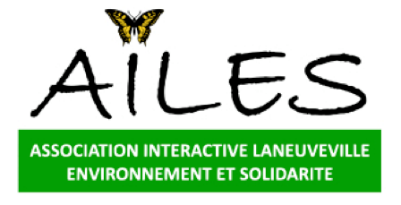 AILES
ASSOCIATION INTERACTIVE LANEUVEVILLE
ENVIRONNEMENT ET SOLIDARITE